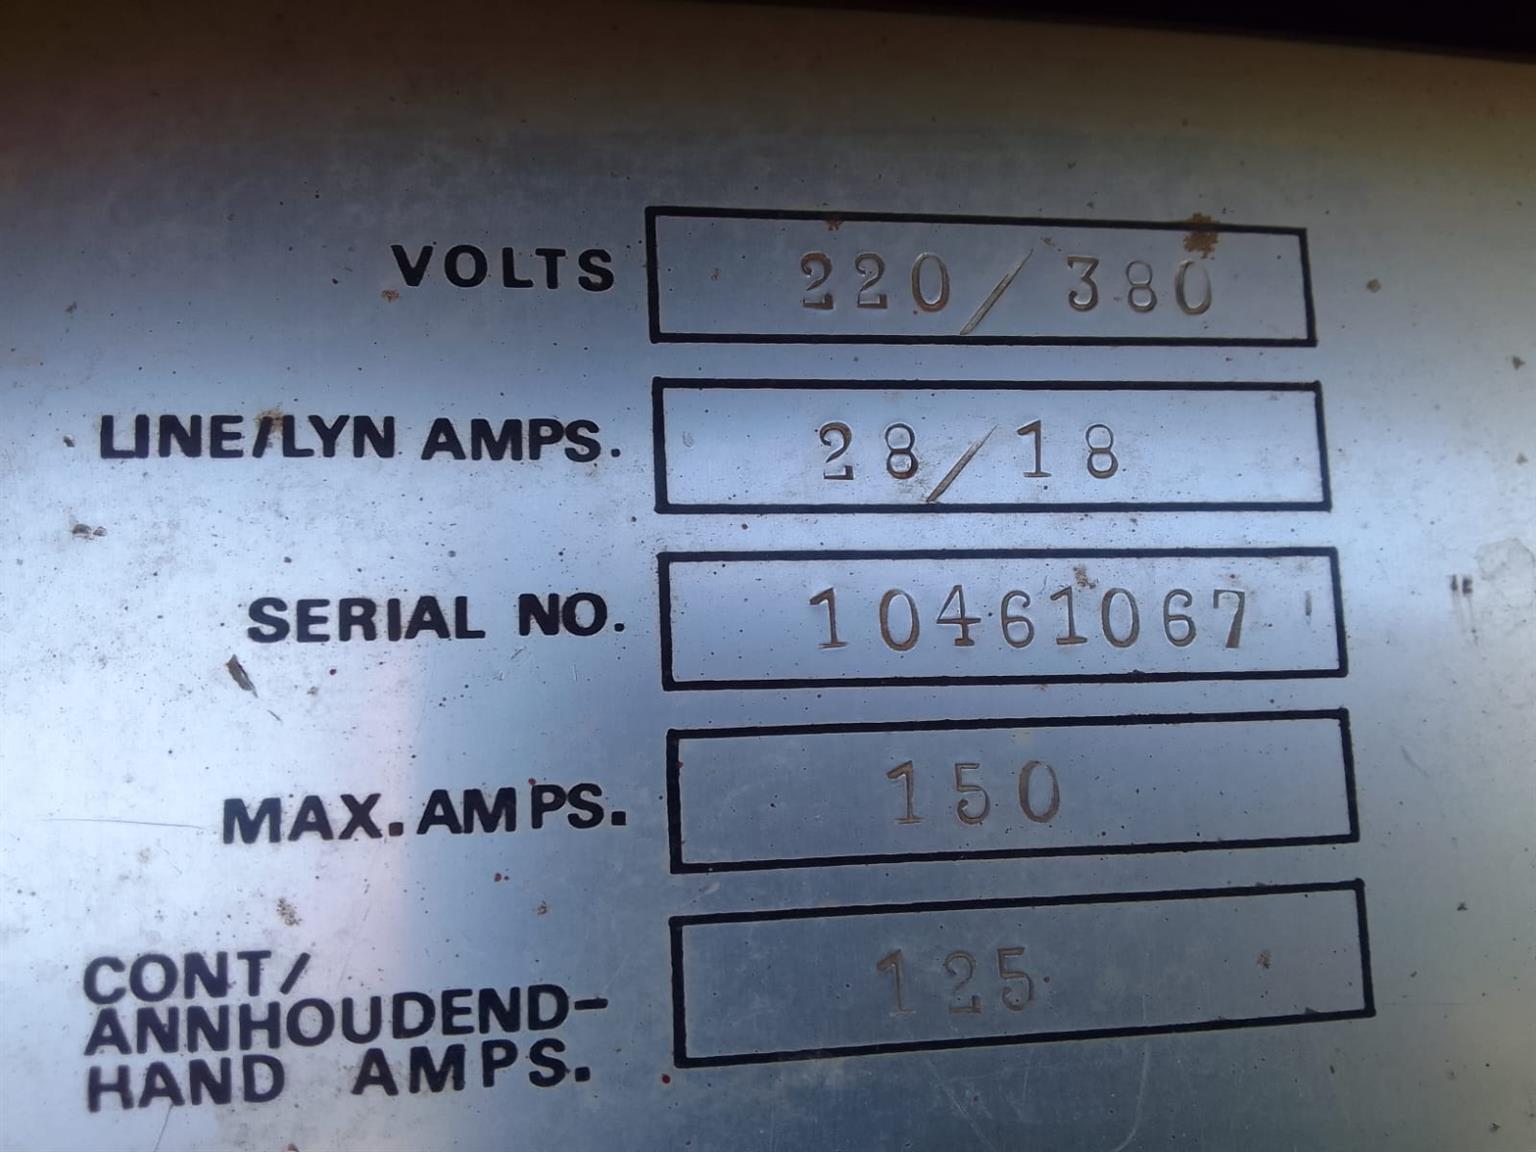 VOLTS 220/380
LINE/LYN AMPS. 28/18
SERIAL NO. 10461067
MAX. AMPS. 150
CONT/
ANNHOUDEND- 125
HAND AMPS.